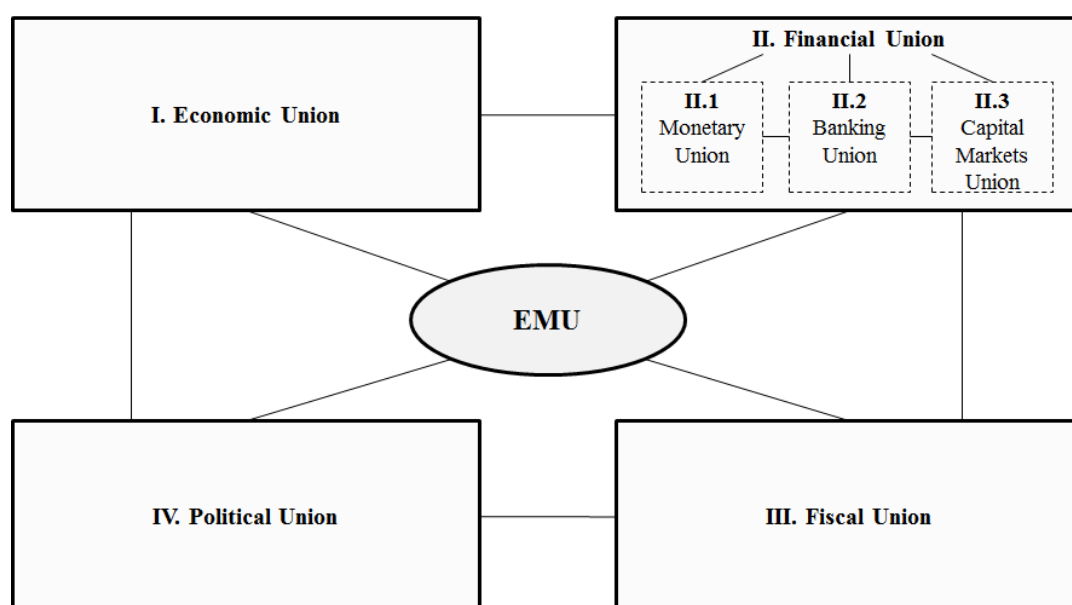 I. Economic Union
II. Financial Union
II.1
Monetary
Union
II.2
Banking
Union
II.3
Capital
Markets
Union
EMU
IV. Political Union
III. Fiscal Union